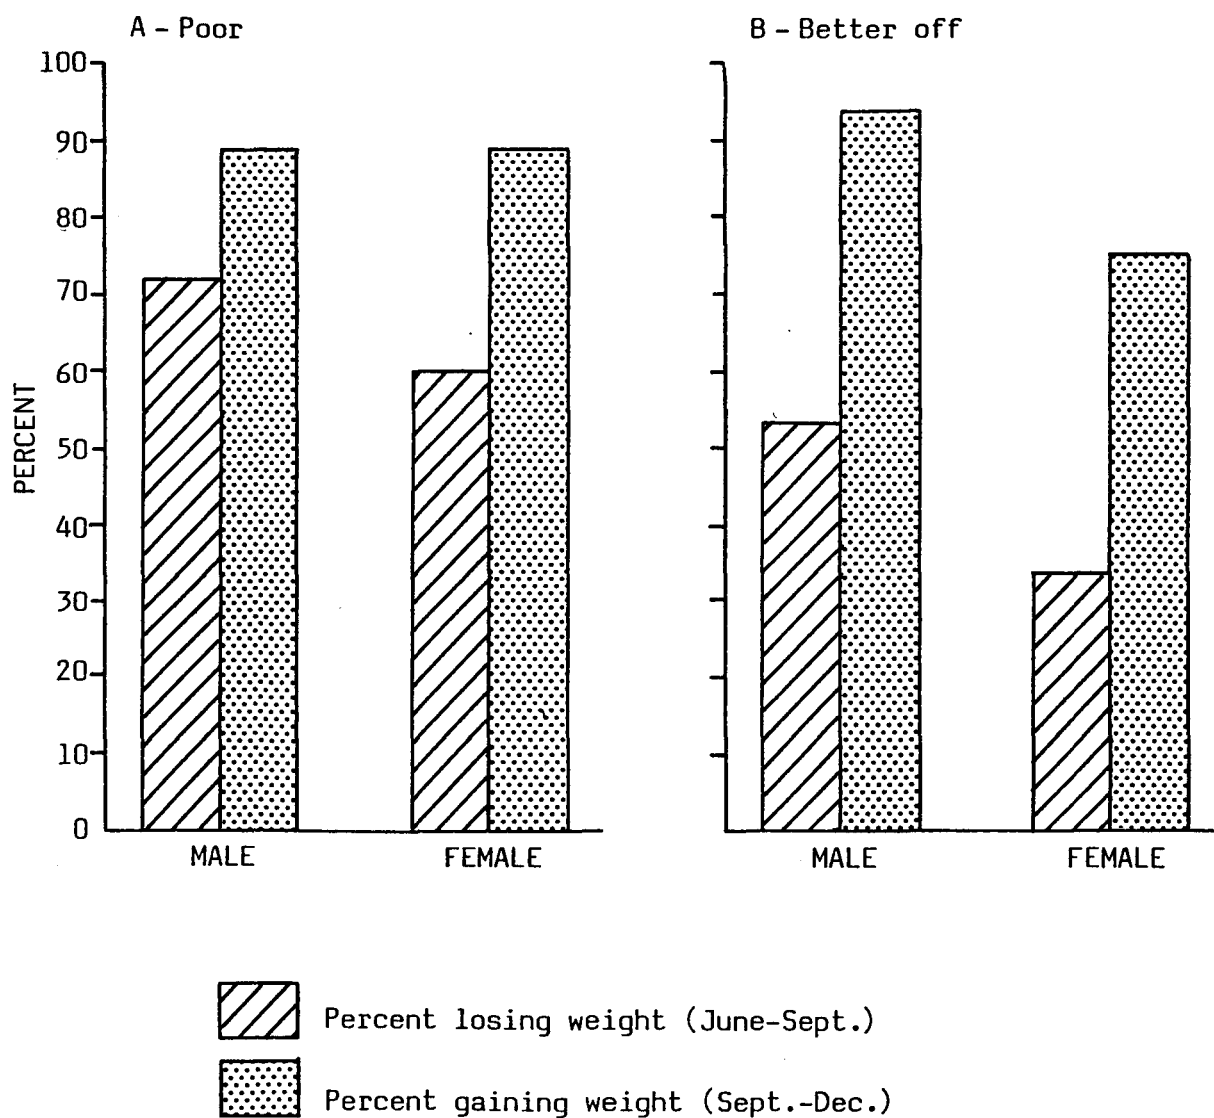 A - Poor
B - Better off
100
90
80
70
60
50
40
30
20
10
0
PERCENT
MALE
FEMALE
MALE
FEMALE
Percent losing weight (June-Sept.)
Percent gaining weight (Sept.-Dec.)